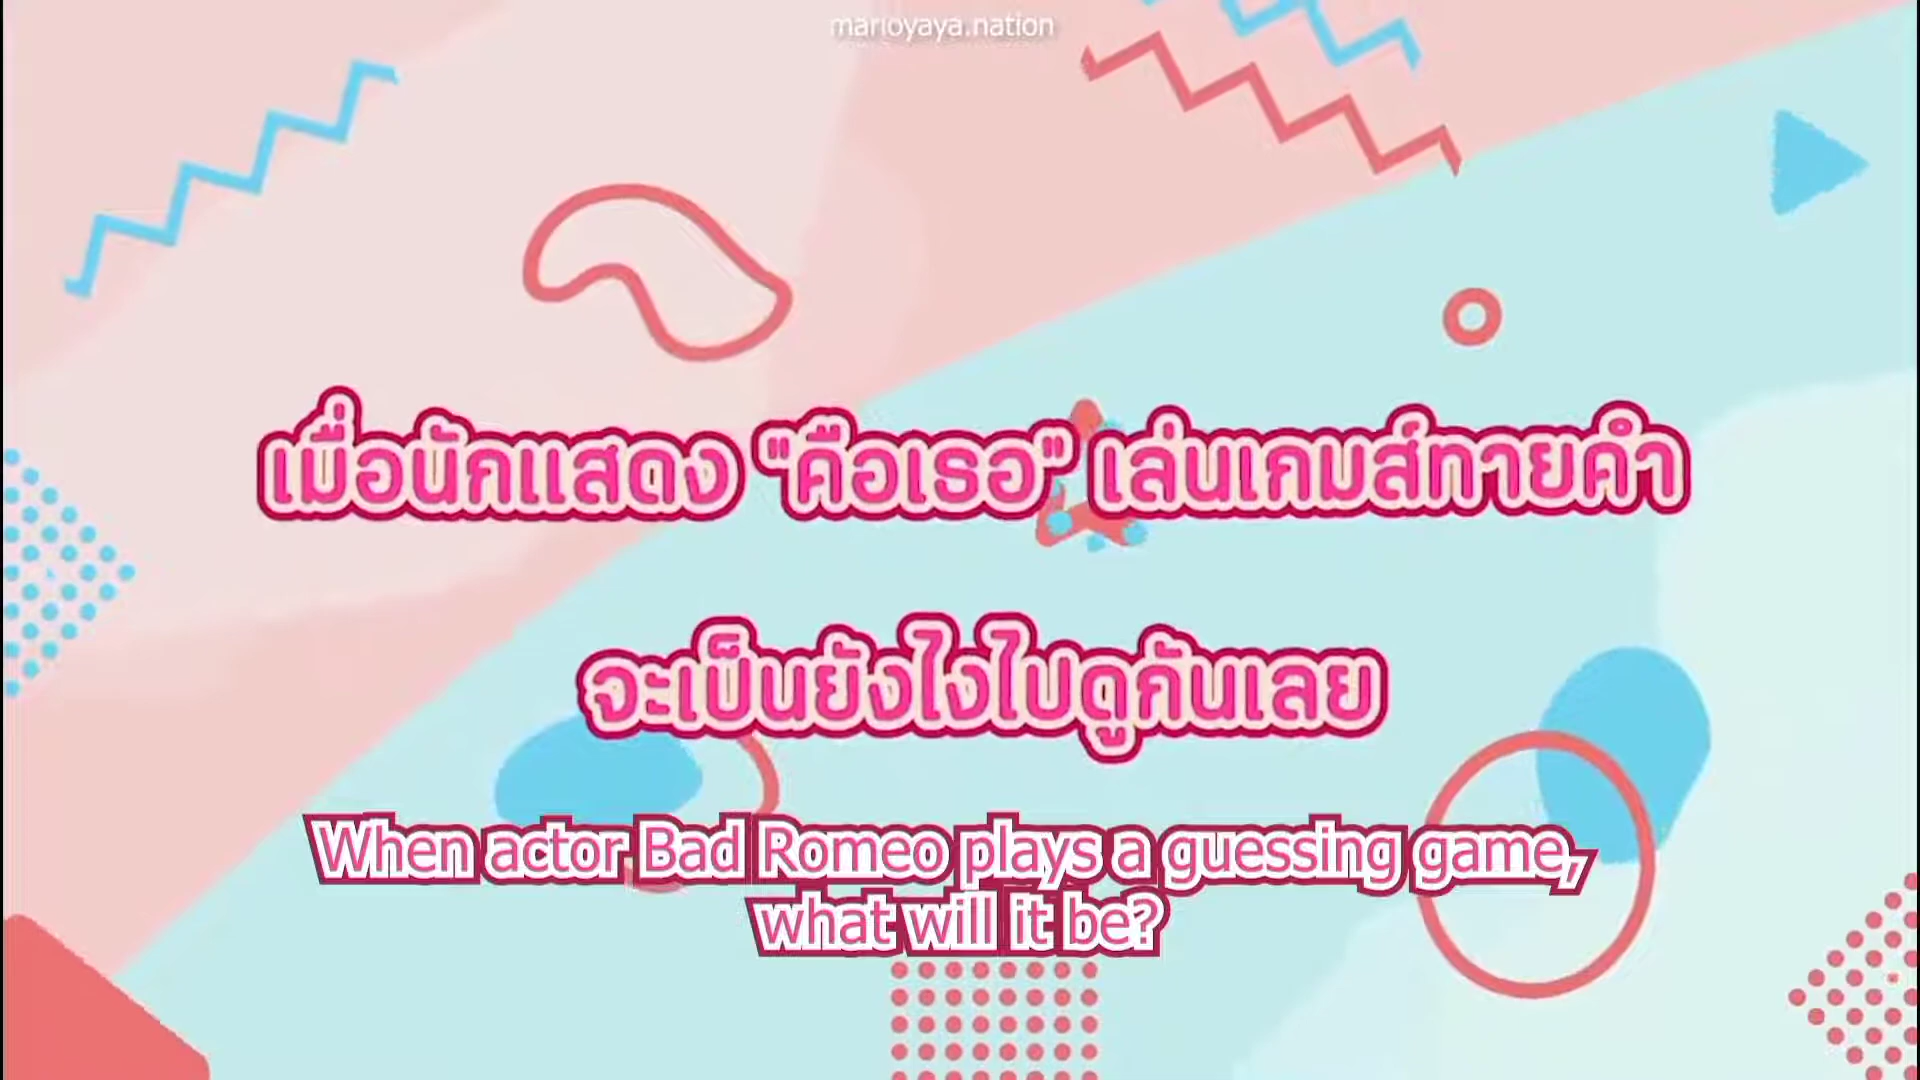 marioyaya.nation
เมื่อนักแสดง "คือเธอ" เล่นเกมส์ทายคำ
จะเป็นยังไงไปดูกันเลย
When actor Bad Romeo plays a guessing game,
what will it be?